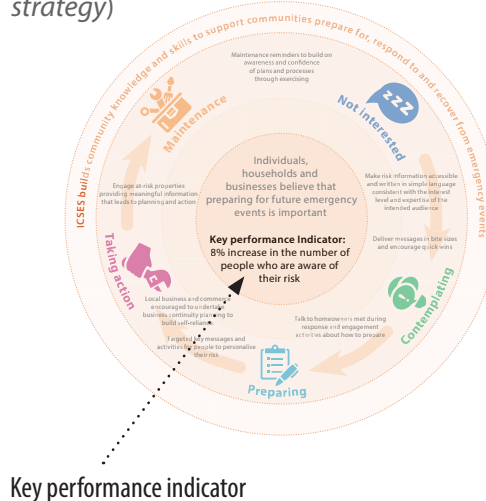 strategy)
ICSES builds community knowledge and skills to support communities prepare for, respond to and recover from emergency events
Maintenance reminders to build on
awareness and confidence
of plans and processes
through exercising
Maintenance
zzz
Not interested
Individuals,
households and
businesses believe that
preparing for future emergency
events is important
Key performance Indicator:
8% increase in the number of
people who are aware of
their risk
Make risk information accessible
and written in simple language
consistent with the interest
level and expertise of the
intended audience
Deliver messages in bite sizes
and encourage quick wins
Contemplating
Talk to homeowners met during
response and engagement
activities about how to prepare
Preparing
Targeted key messages and
activities for people to personalise
their risk
Local business and commerce
encouraged to undertake
business continuity planning to
build self-reliance
Taking action
Engage at-risk properties
providing meaningful information
that leads to planning and action
Key performance indicator